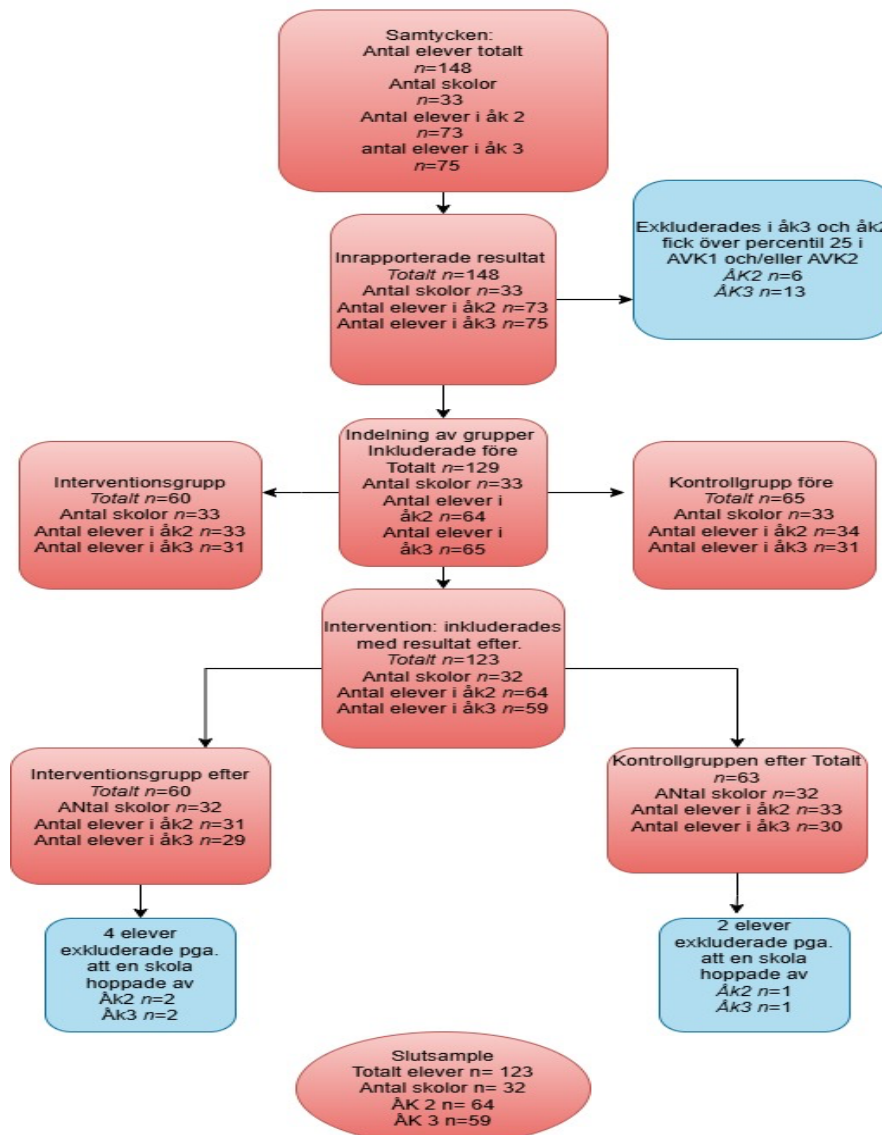 Samtycken:
Antal elever totalt
n=148
Antal skolor
n=33
Antal elever i åk 2
n=73
antal elever i åk 3
n=75
Inrapporterade resultat
Totalt n=148
Antal skolor n=33
Antal elever i åk2 n=73
Antal elever i åk3 n=75
Exkluderades i åk3 och åk2
fick över percentil 25 i
AVK1 och/eller AVK2
ÅK2 n=6
ÅK3 n=13
Indelning av grupper
Inkluderade före
Totalt n=129
Antal skolor n=33
Antal elever i
åk2 n=64
Antal elever i
åk3 n=65
Interventionsgrupp
Totalt n=60
Antal skolor n=33
Antal elever i åk2 n=33
Antal elever i åk3 n=31
Kontrollgrupp före
Totalt n=65
Antal skolor n=33
Antal elever i åk2 n=34
Antal elever i åk3 n=31
Intervention: inkluderades
med resultat efter.
Totalt n=123
Antal skolor n=32
Antal elever i åk2 n=64
Antal elever i åk3 n=59
Interventionsgrupp efter
Totalt n=60
ANtal skolor n=32
Antal elever i åk2 n=31
Antal elever i åk3 n=29
Kontrollgruppen efter Totalt
n=63
ANtal skolor n=32
Antal elever i åk2 n=33
Antal elever i åk3 n=30
4 elever
exkluderade pga.
att en skola
hoppade av
Åk2 n=2
Åk3 n=2
2 elever
exkluderade pga.
att en skola
hoppade av
Åk2 n=1
Åk3 n=1
Slutsample
Totalt elever n= 123
Antal skolor n= 32
ÅK 2 n= 64
ÅK 3 n=59